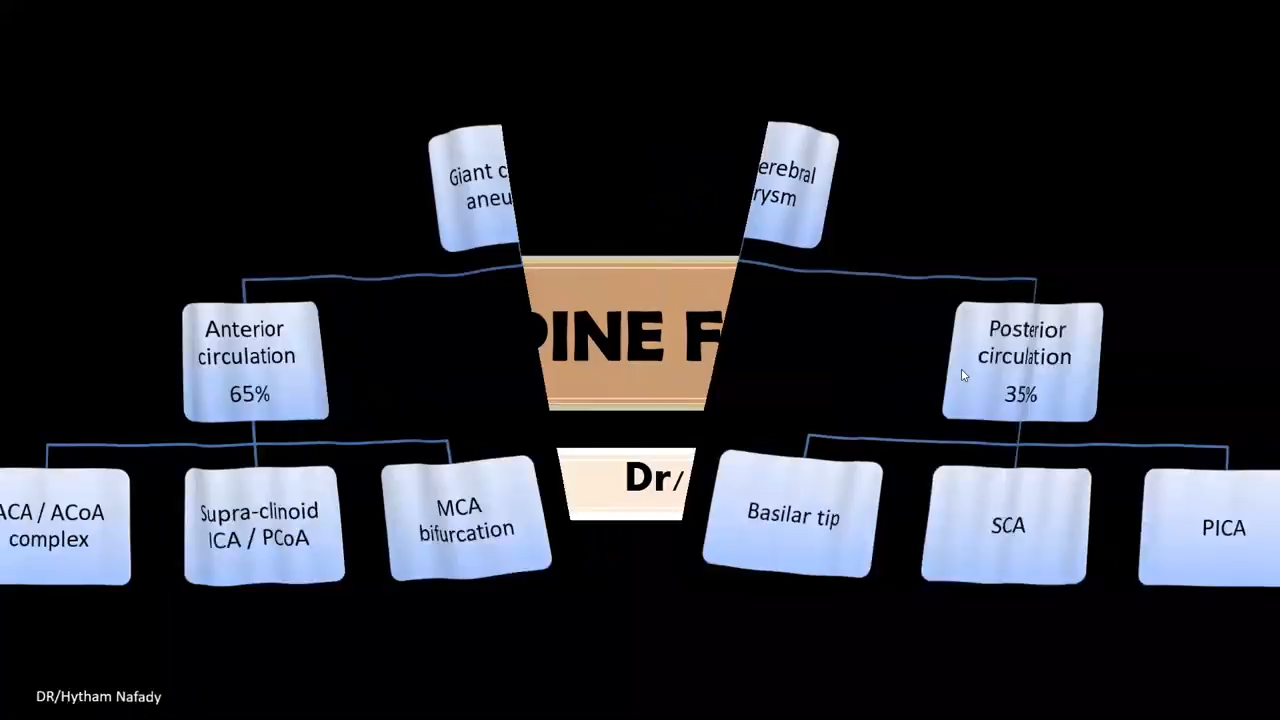 Giant c
aneu
erebral
rysm
PINE F
Anterior
circulation
65%
Posterior
circulation
35%
Dr/
ACA / ACoA
complex
Supra-clinoid
ICA / PCoA
MCA
bifurcation
Basilar tip
SCA
PICA
DR/Hytham Nafady